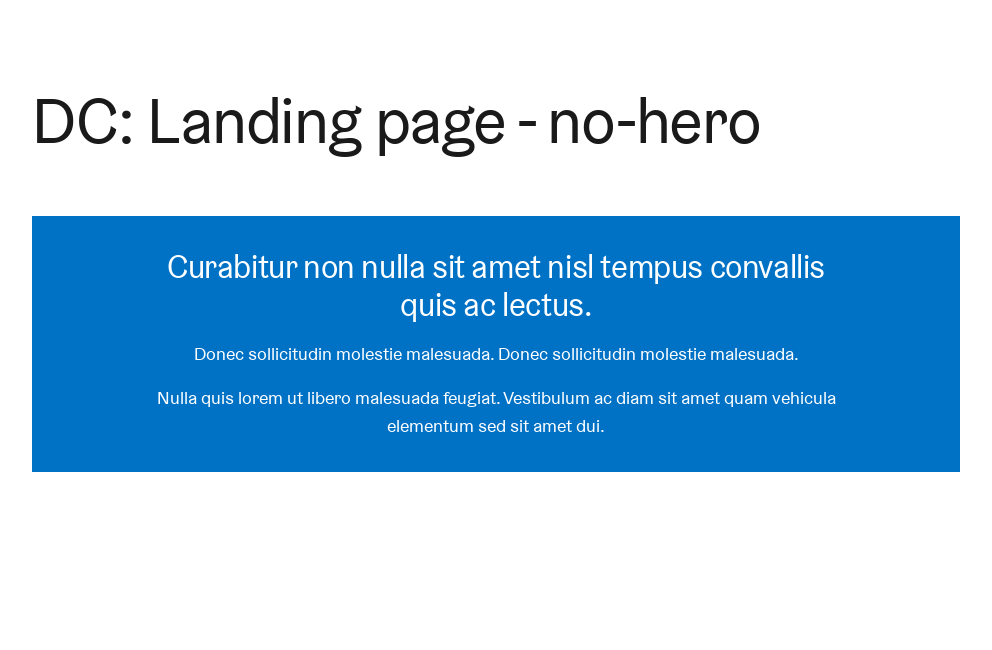 DC: Landing page - no-hero
Curabitur non nulla sit amet nisl tempus convallis
quis ac lectus.
Donec sollicitudin molestie malesuada. Donec sollicitudin molestie malesuada.
Nulla quis lorem ut libero malesuada feugiat. Vestibulum ac diam sit amet quam vehicula
elementum sed sit amet dui.